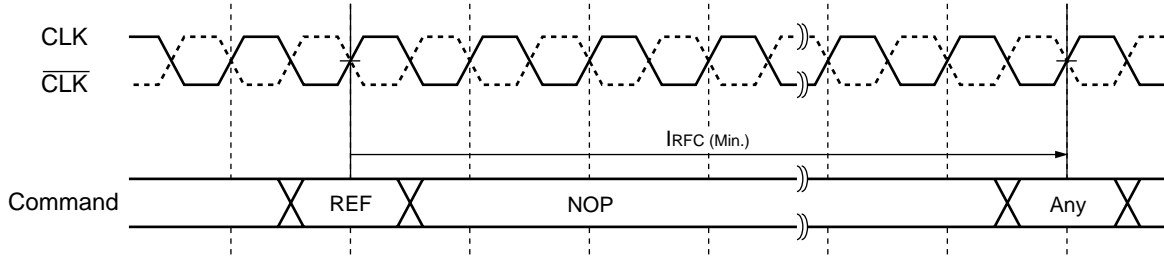 CLK
CLK
IRFC (Min.)
Command
REF
NOP
Any